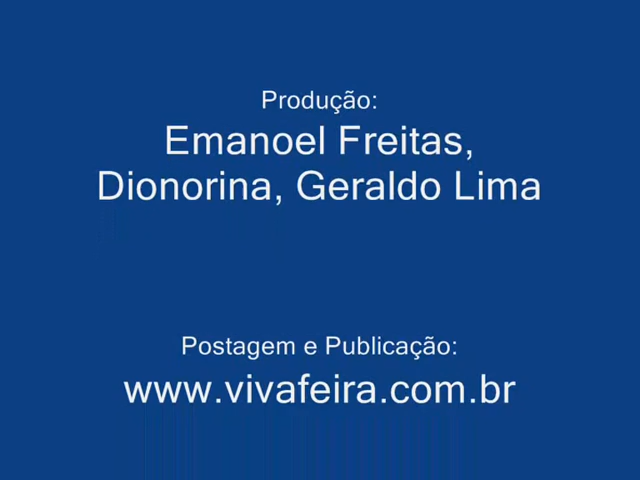 Produção:
Emanoel Freitas,
Dionorina, Geraldo Lima
Postagem e Publicação:
www.vivafeira.com.br